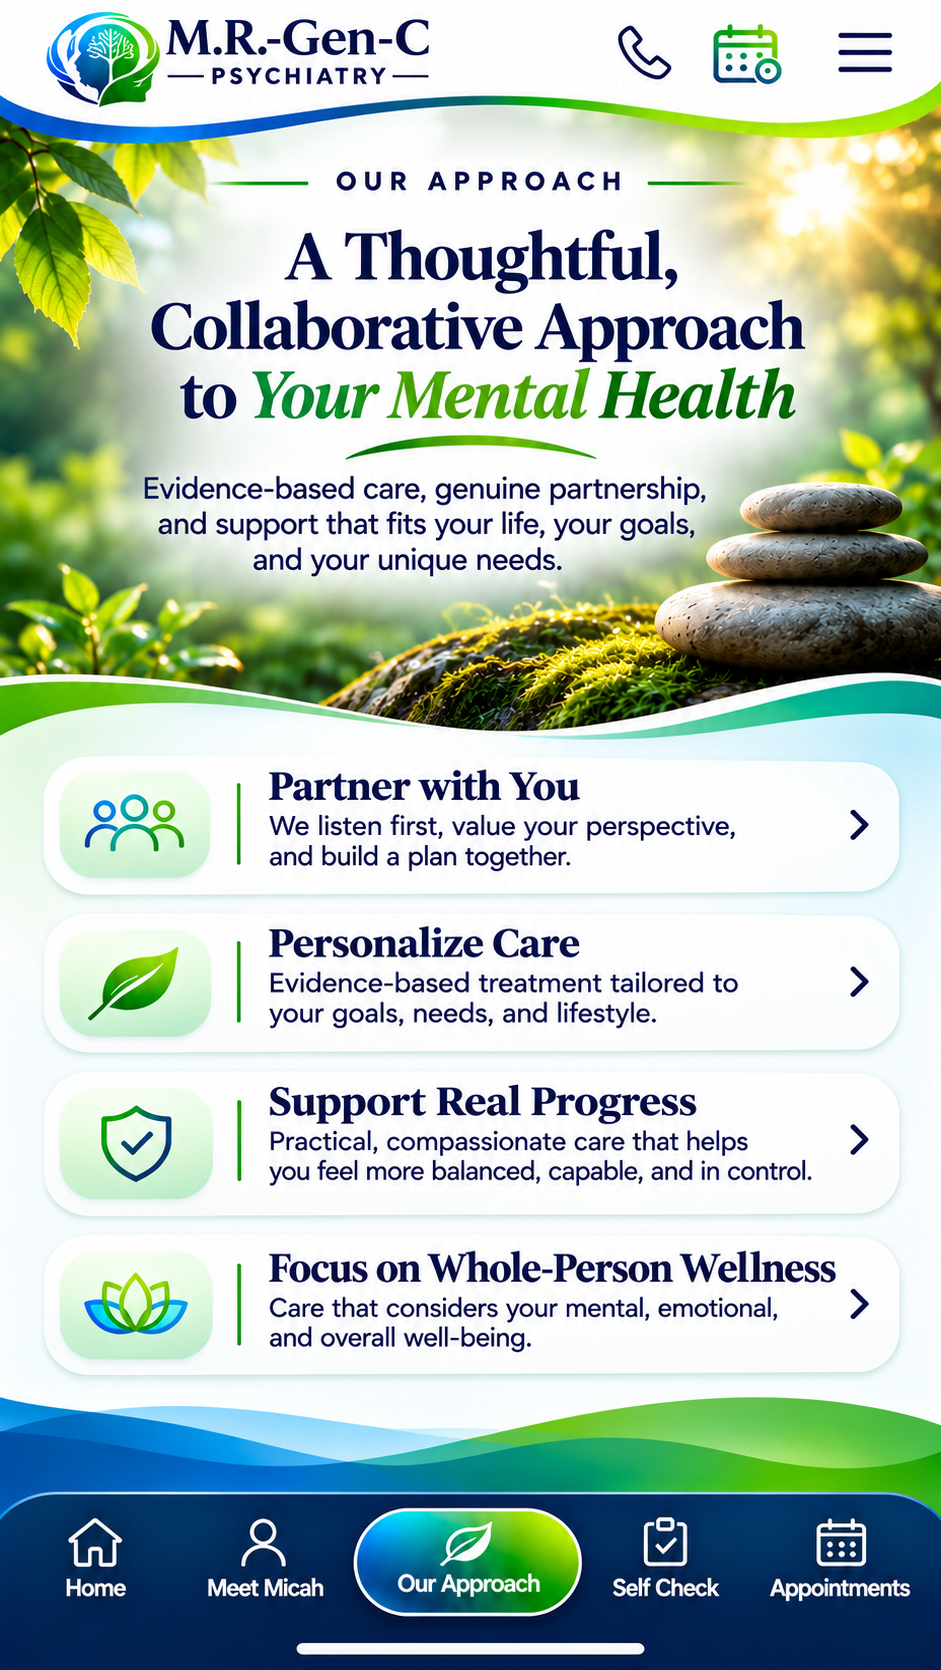 M.R.-Gen-C
PSYCHIATRY
OUR APPROACH
A Thoughtful,
Collaborative Approach
to Your Mental Health
Evidence-based care, genuine partnership,
and support that fits your life, your goals,
and your unique needs.
Partner with You
We listen first, value your perspective,
and build a plan together.
Personalize Care
Evidence-based treatment tailored to
your goals, needs, and lifestyle.
Support Real Progress
Practical, compassionate care that helps
you feel more balanced, capable, and in control.
Focus on Whole-Person Wellness
Care that considers your mental, emotional,
and overall well-being.
Home
Meet Micah
Our Approach
Self Check
Appointments